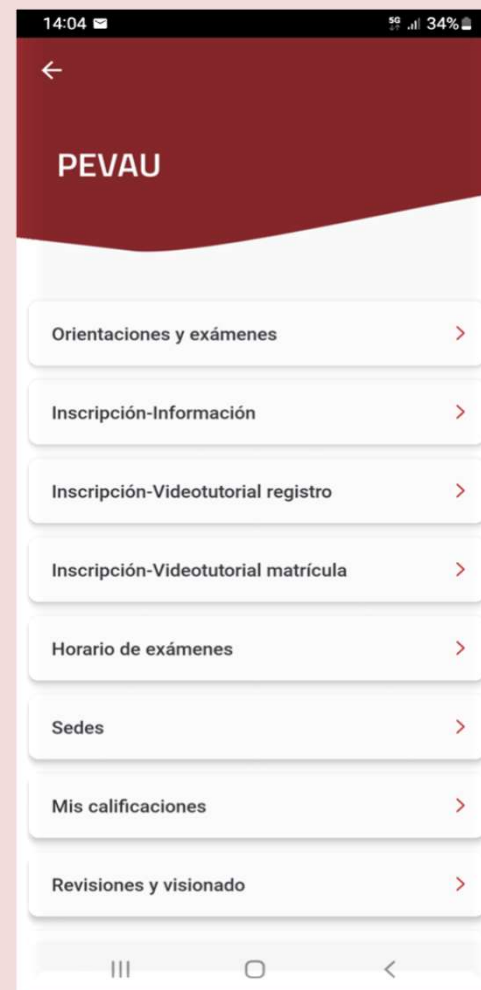 14:04 5G 34%
PEVAU
Orientaciones y exámenes
Inscripción-Información
Inscripción-Videotutorial registro
Inscripción-Videotutorial matrícula
Horario de exámenes
Sedes
Mis calificaciones
Revisiones y visionado